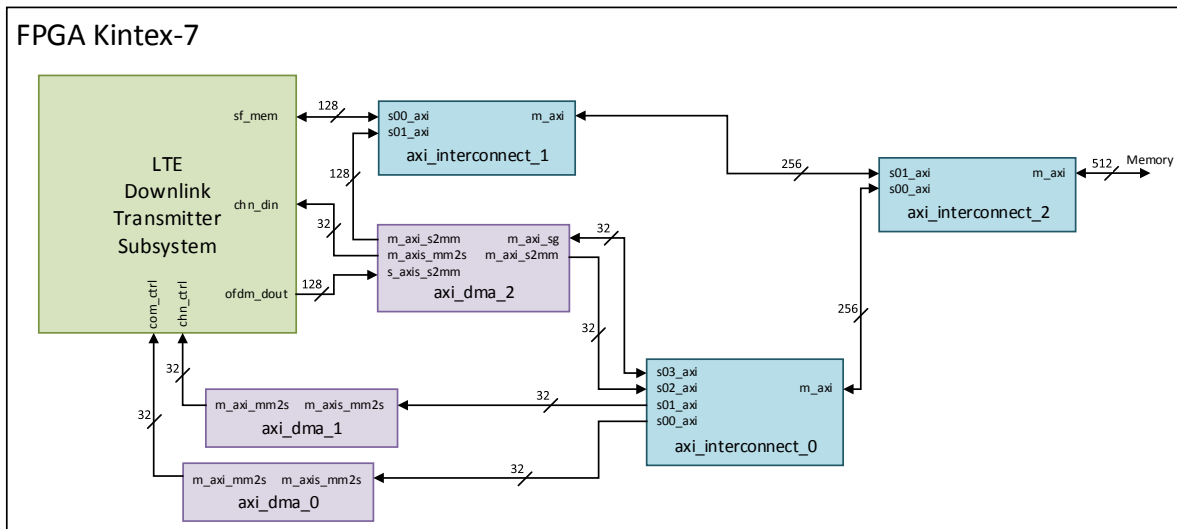 FPGA Kintex-7
LTE
Downlink
Transmitter
Subsystem
sf_mem
chn_din
ofdm_dout
com_ctrl
chn_ctrl
128
s00_axi
s01_axi
m_axi
axi_interconnect_1
128
32
m_axi_s2mm
m_axis_mm2s
s_axis_s2mm
m_axi_sg
m_axi_s2mm
axi_dma_2
128
32
32
256
s01_axi
s00_axi
m_axi
axi_interconnect_2
512
Memory
256
s03_axi
s02_axi
s01_axi
s00_axi
m_axi
axi_interconnect_0
32
32
m_axi_mm2s m_axis_mm2s
axi_dma_1
32
32
m_axi_mm2s m_axis_mm2s
axi_dma_0